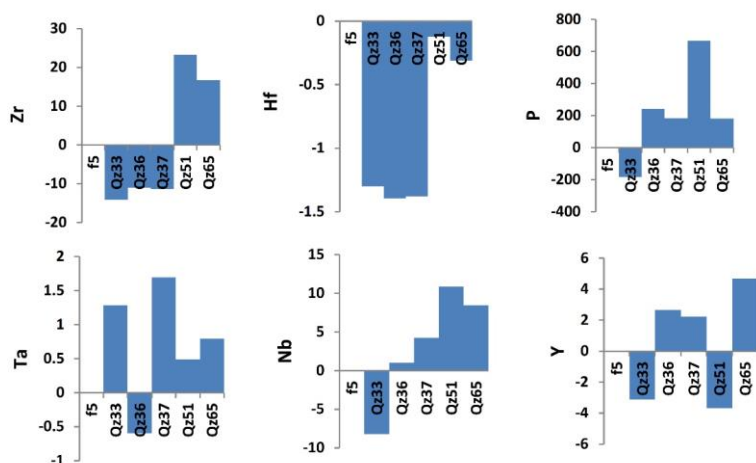 Zr
30
20
10
0
-10
-20
f5
Qz33
Qz36
Qz37
Qz51
Qz65
Hf
0
-0.5
-1
-1.5
f5
Qz33
Qz36
Qz37
Qz51
Qz65
P
800
600
400
200
0
-200
-400
f5
Qz33
Qz36
Qz37
Qz51
Qz65
Ta
2
1.5
1
0.5
0
-0.5
-1
f5
Qz33
Qz36
Qz37
Qz51
Qz65
Nb
15
10
5
0
-5
-10
f5
Qz33
Qz36
Qz37
Qz51
Qz65
Y
6
4
2
0
-2
-4
-6
f5
Qz33
Qz36
Qz37
Qz51
Qz65